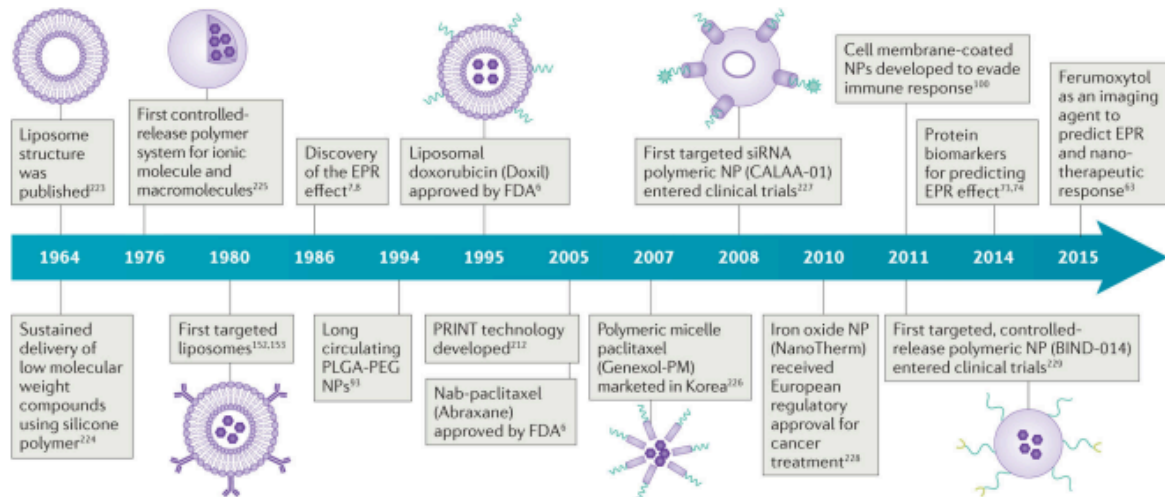 Liposome
structure
was
published²²³
First controlled-
release polymer
system for ionic
molecule and
macromolecules²²⁵
Discovery
of the EPR
effect⁷,⁸
Liposomal
doxorubicin (Doxil)
approved by FDA⁶
First targeted siRNA
polymeric NP (CALAA-01)
entered clinical trials²²⁷
Cell membrane-coated
NPs developed to evade
immune response¹⁰⁰
Protein
biomarkers
for predicting
EPR effect⁷³,⁷⁴
Ferumoxytol
as an imaging
agent to
predict EPR
and nano-
therapeutic
response⁶³
1964 1976 1980 1986 1994 1995 2005 2007 2008 2010 2011 2014 2015
Sustained
delivery of
low molecular
weight
compounds
using silicone
polymer²²⁴
First targeted
liposomes¹⁵²,¹⁵³
Long
circulating
PLGA-PEG
NPs⁹³
PRINT technology
developed²¹²
Nab-paclitaxel
(Abraxane)
approved by FDA⁶
Polymeric micelle
paclitaxel
(Genexol-PM)
marketed in Korea²²⁶
Iron oxide NP
(NanoTherm)
received
European
regulatory
approval for
cancer
treatment²²⁸
First targeted, controlled-
release polymeric NP (BIND-014)
entered clinical trials²²⁹